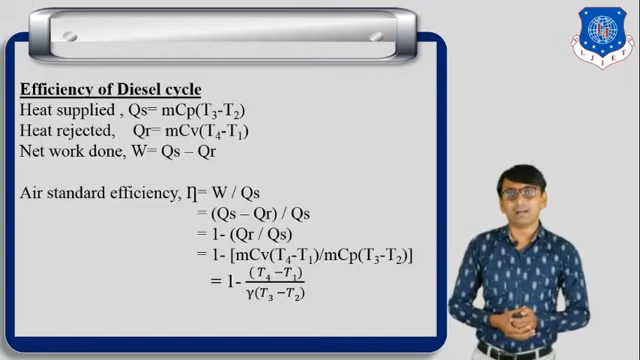 LJIET
Efficiency of Diesel cycle
Heat supplied , Qs= mCp(T₃-T₂)
Heat rejected, Qr= mCv(T₄-T₁)
Net work done, W= Qs – Qr
Air standard efficiency, Ƞ= W / Qs
= (Qs – Qr) / Qs
= 1- (Qr / Qs)
= 1- [mCv(T₄-T₁)/mCp(T₃-T₂)]
= 1- (T₄−T₁) / γ(T₃−T₂)